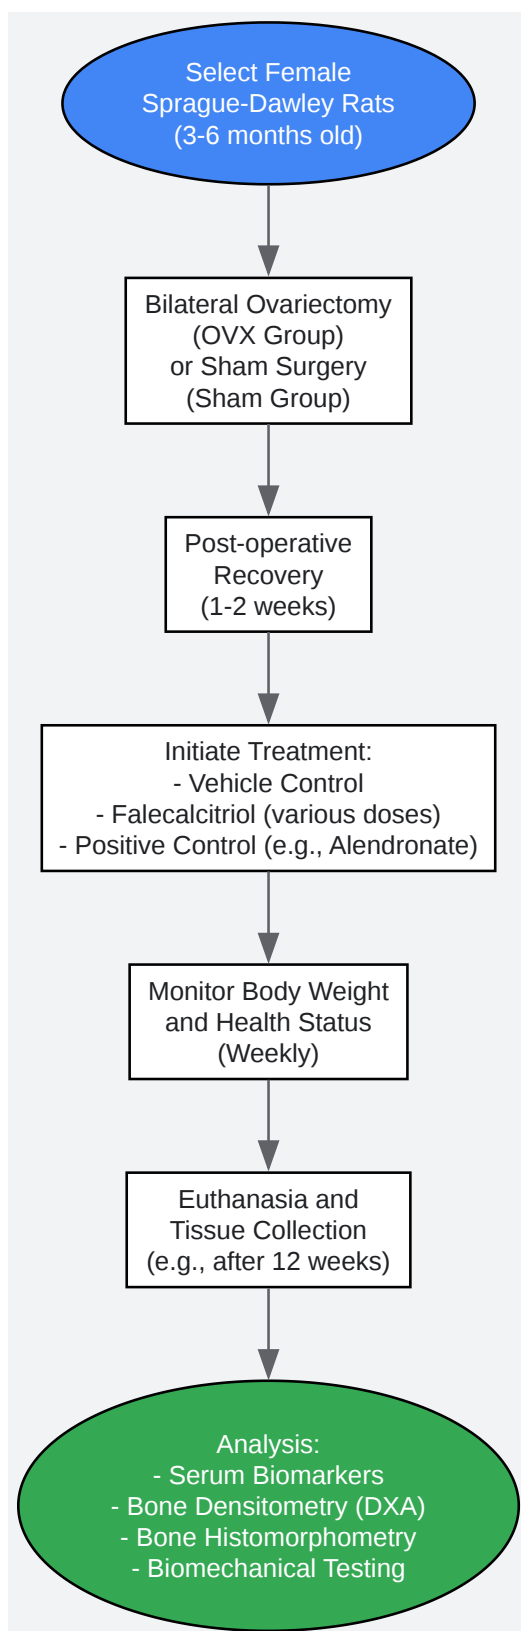 Select Female
Sprague-Dawley Rats
(3-6 months old)
Bilateral Ovariectomy
(OVX Group)
or Sham Surgery
(Sham Group)
Post-operative
Recovery
(1-2 weeks)
Initiate Treatment:
- Vehicle Control
- Falecalcitriol (various doses)
- Positive Control (e.g., Alendronate)
Monitor Body Weight
and Health Status
(Weekly)
Euthanasia and
Tissue Collection
(e.g., after 12 weeks)
Analysis:
- Serum Biomarkers
- Bone Densitometry (DXA)
- Bone Histomorphometry
- Biomechanical Testing